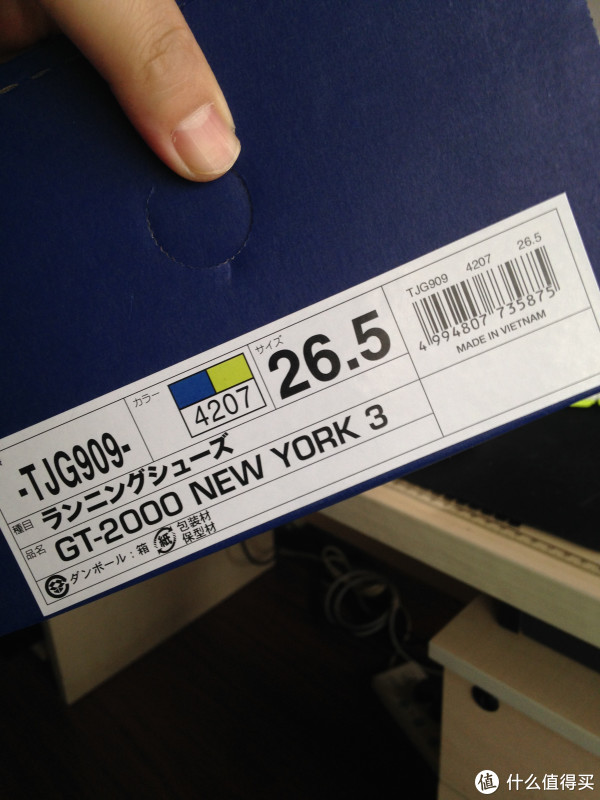 -TJG909-
カラー
4207
サイズ
26.5
TJG909 4207 26.5
4 994807 735875
MADE IN VIETNAM
種目 ランニングシューズ
品名 GT-2000 NEW YORK 3
ダンボール:箱 紙 包装材
保型材
值 什么值得买